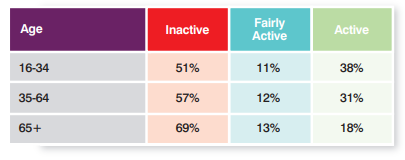 Age Inactive Fairly Active Active
16-34 51% 11% 38%
35-64 57% 12% 31%
65+ 69% 13% 18%